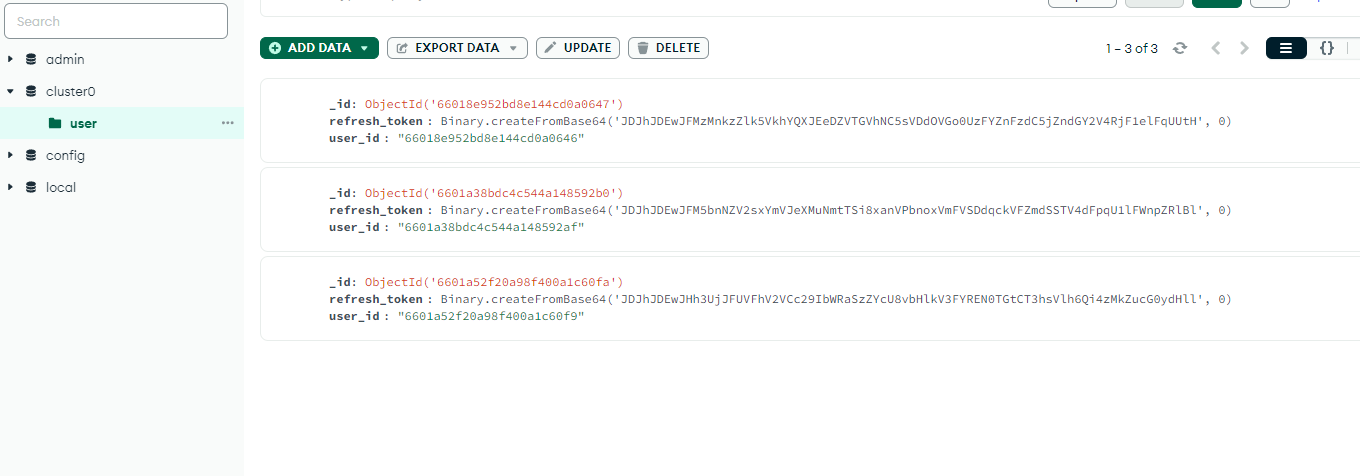 Search
ADD DATA
EXPORT DATA
UPDATE
DELETE
1 – 3 of 3
{}
admin
cluster0
user
config
local
_id: ObjectId('66018e952bd8e144cd0a0647')
refresh_token : Binary.createFromBase64('JDJhJDEwJFMzMnkzZlk5VkhYQXJEeDZVTGVhNC5sVDdOVGo0UzFYZnFzdC5jZndGY2V4RjF1elFqUUtH', 0)
user_id : "66018e952bd8e144cd0a0646"
_id: ObjectId('6601a38bdc4c544a148592b0')
refresh_token : Binary.createFromBase64('JDJhJDEwJFM5bnNZV2sxYmVJeXMuNmtTSi8xanVPbnoxVmFVSDdqckVFZmdSSTV4dFpqU1lFWnpZRlBl', 0)
user_id : "6601a38bdc4c544a148592af"
_id: ObjectId('6601a52f20a98f400a1c60fa')
refresh_token : Binary.createFromBase64('JDJhJDEwJHh3UjJFUVFhV2VCc29IbWRaSzZYcU8vbHlkV3FYREN0TGtCT3hsVlh6Qi4zMkZucG0ydHll', 0)
user_id : "6601a52f20a98f400a1c60f9"